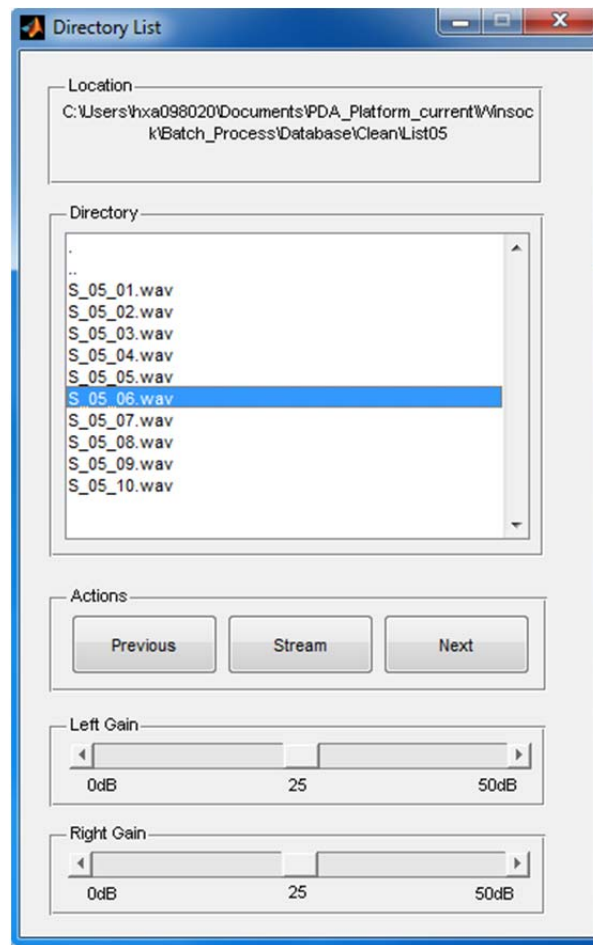 Directory List
Location
C:\Users\hxa098020\Documents\PDA_Platform_current\Winsoc
k\Batch_Process\Database\Clean\List05
Directory
.
..
S_05_01.wav
S_05_02.wav
S_05_03.wav
S_05_04.wav
S_05_05.wav
S_05_06.wav
S_05_07.wav
S_05_08.wav
S_05_09.wav
S_05_10.wav
Actions
Previous Stream Next
Left Gain
0dB 25 50dB
Right Gain
0dB 25 50dB